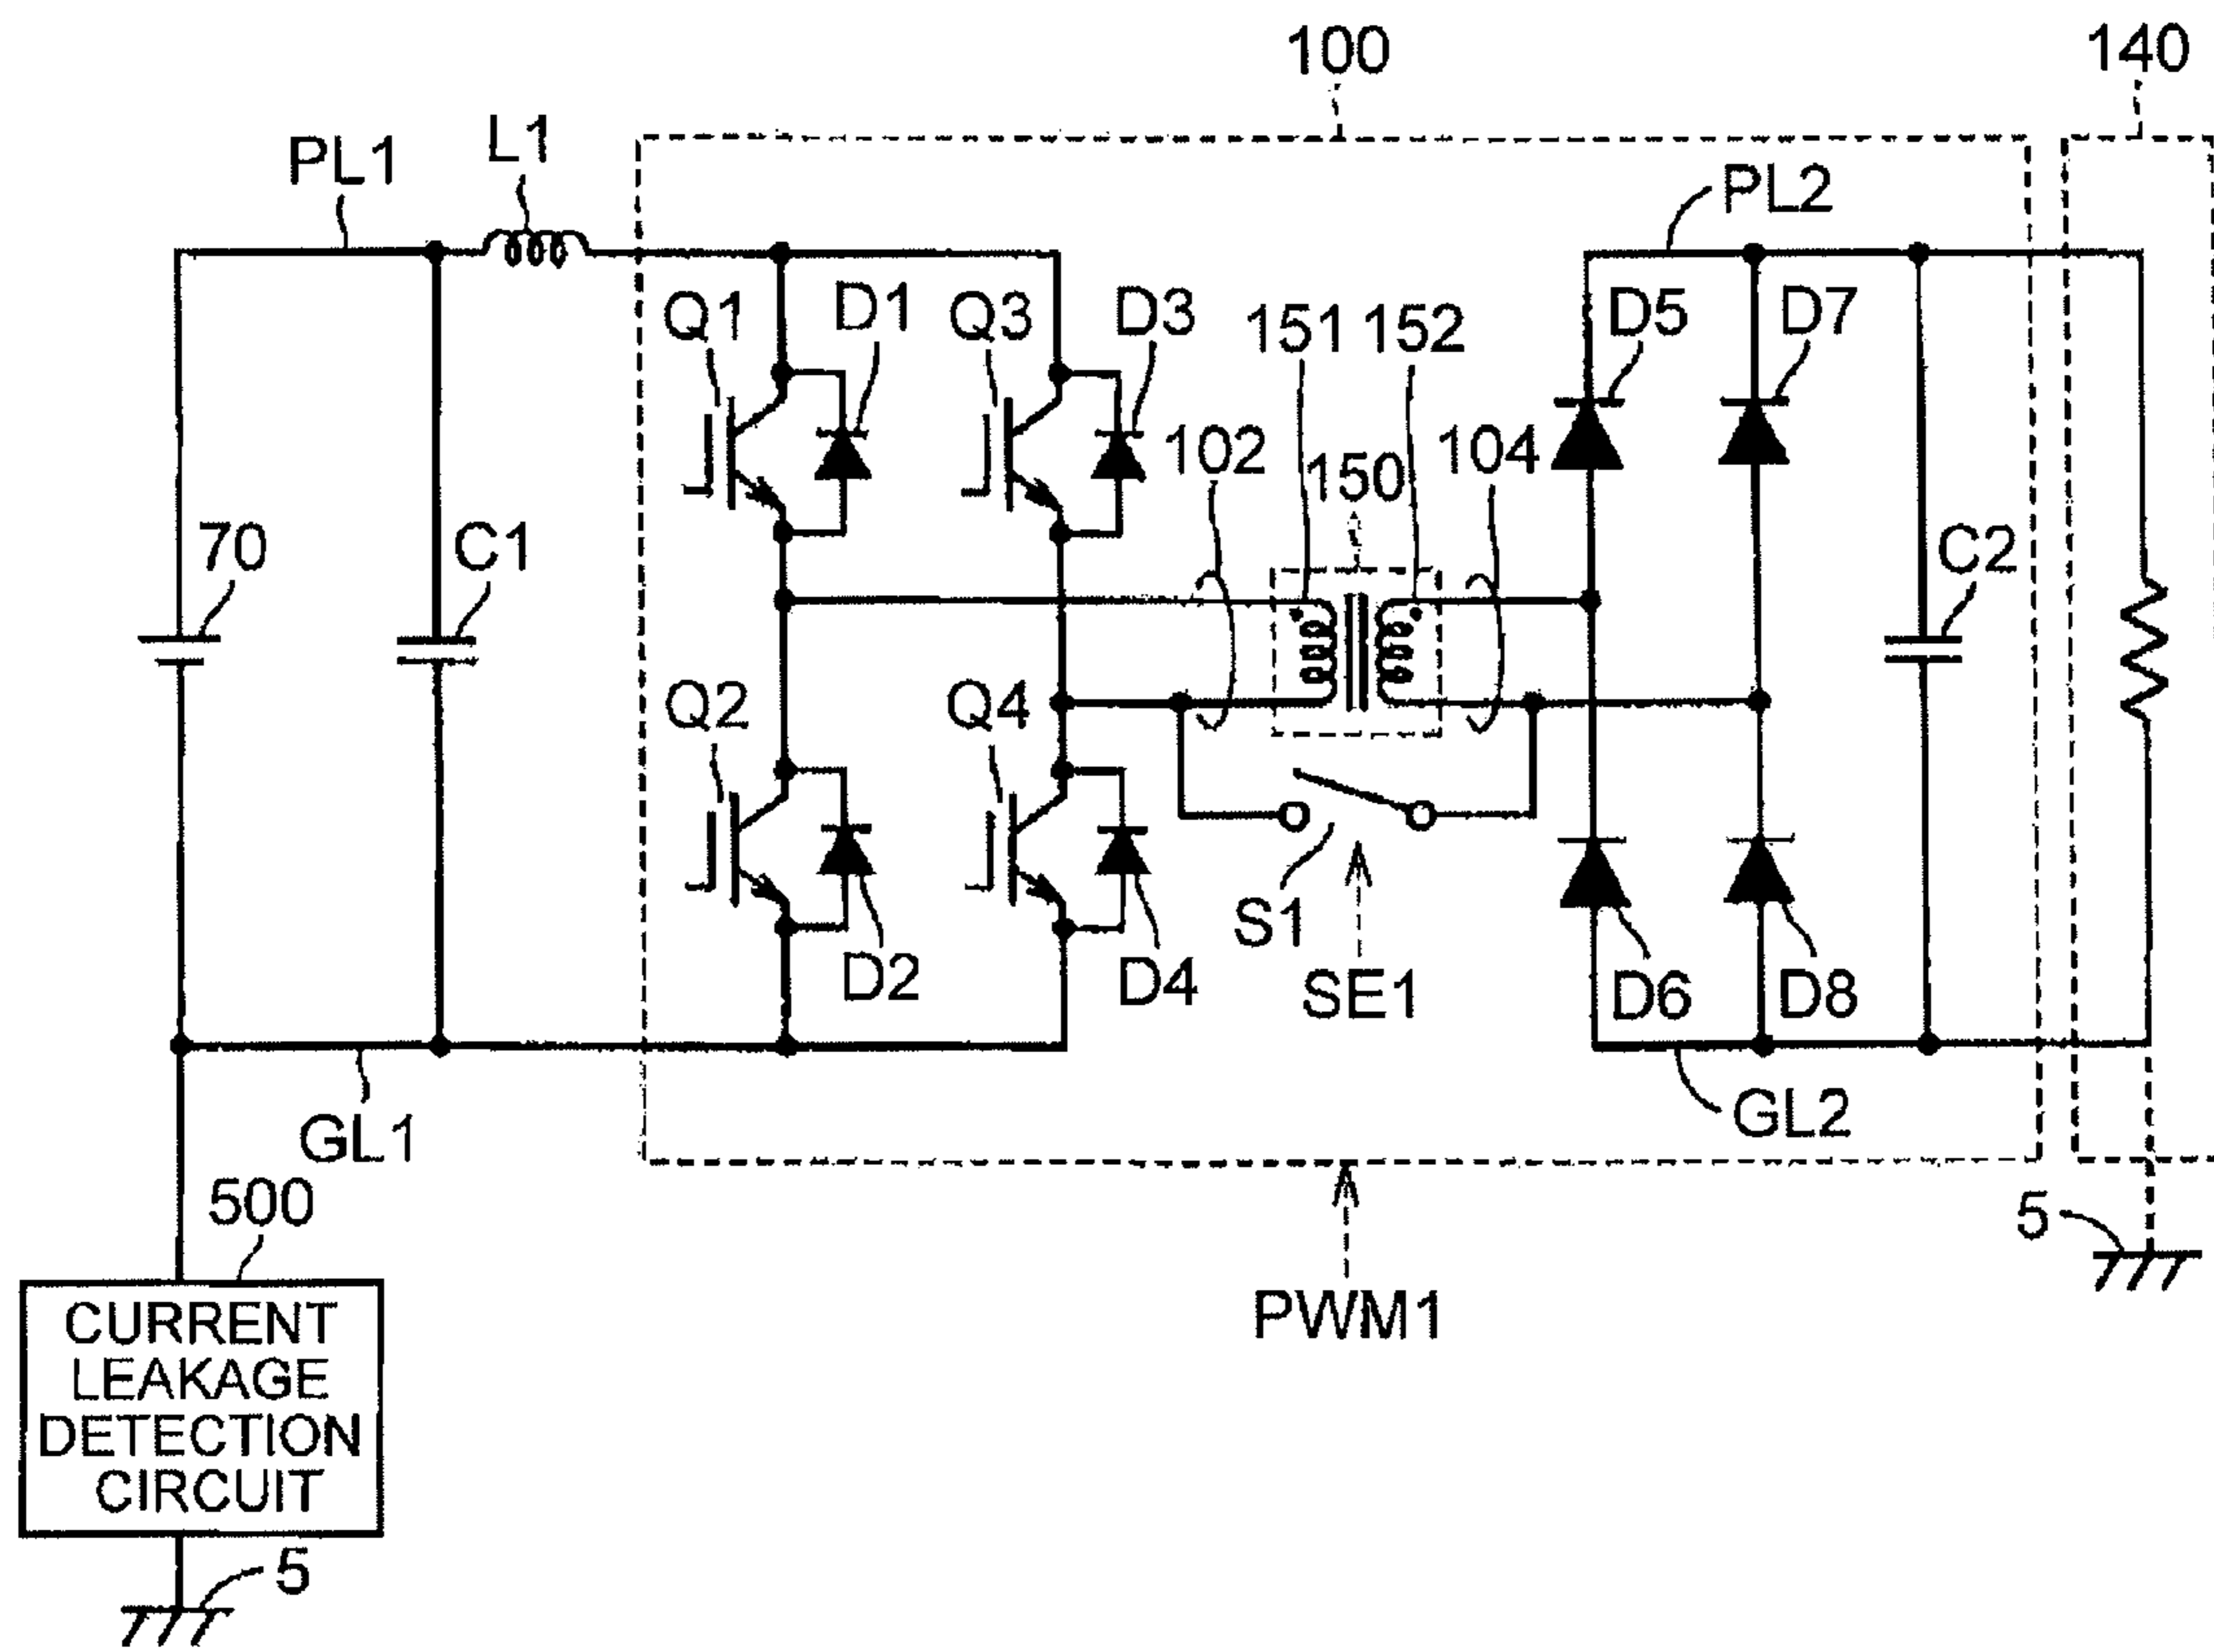 100
140
PL1
L1
PL2
Q1
D1
Q3
D3
151
152
D5
D7
102
150
104
70
C1
C2
Q2
Q4
S1
D2
D4
SE1
D6
D8
GL1
GL2
500
5
CURRENT
LEAKAGE
DETECTION
CIRCUIT
PWM1
5